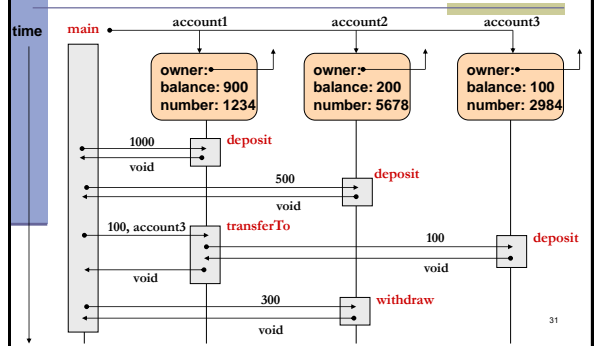 account1 account2 account3
time main
owner: owner: owner:
balance: 900 balance: 200 balance: 100
number: 1234 number: 5678 number: 2984
1000 deposit
void
500 deposit
void
100, account3 transferTo
100 deposit
void void
300 withdraw
void
31